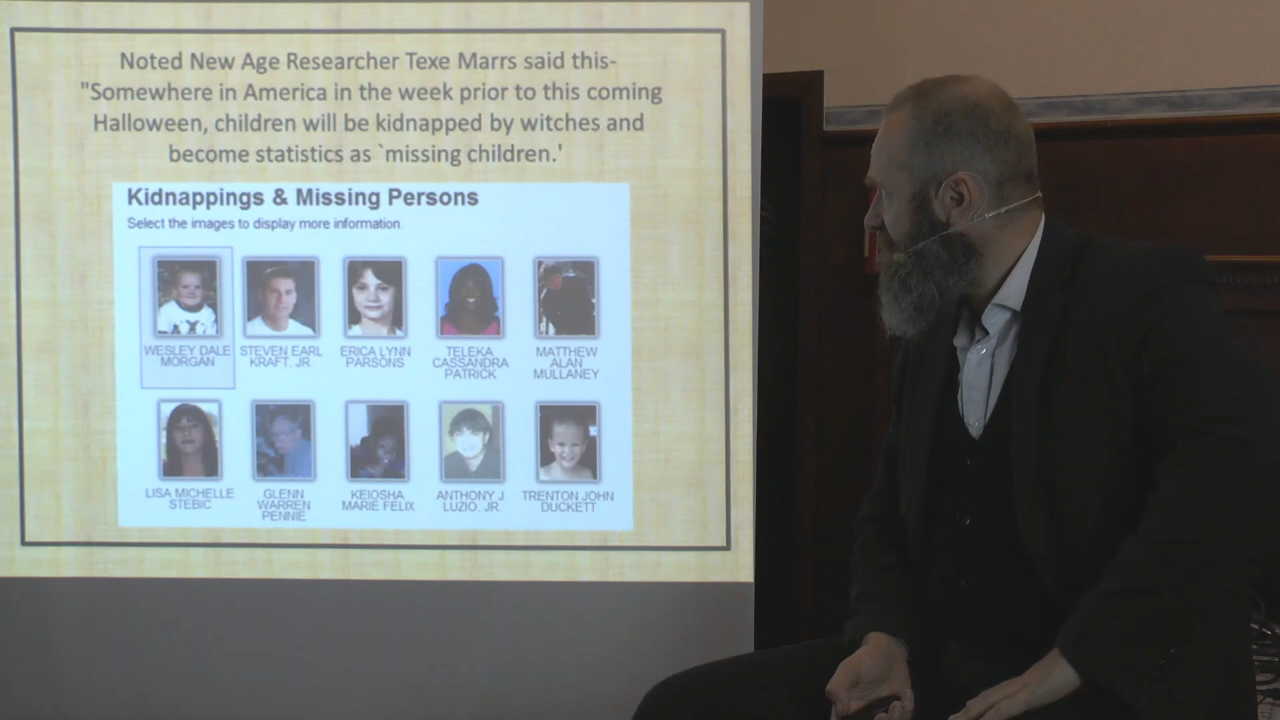 Noted New Age Researcher Texe Marrs said this-
"Somewhere in America in the week prior to this coming
Halloween, children will be kidnapped by witches and
become statistics as `missing children.'
Kidnappings & Missing Persons
Select the images to display more information.
WESLEY DALE
MORGAN
STEVEN EARL
KRAFT, JR.
ERICA LYNN
PARSONS
TELEKA
CASSANDRA
PATRICK
MATTHEW
ALAN
MULLANEY
LISA MICHELLE
STEBIC
GLENN
WARREN
PENNIE
KEIOSHA
MARIE FELIX
ANTHONY J.
LUZIO, JR.
TRENTON JOHN
DUCKETT